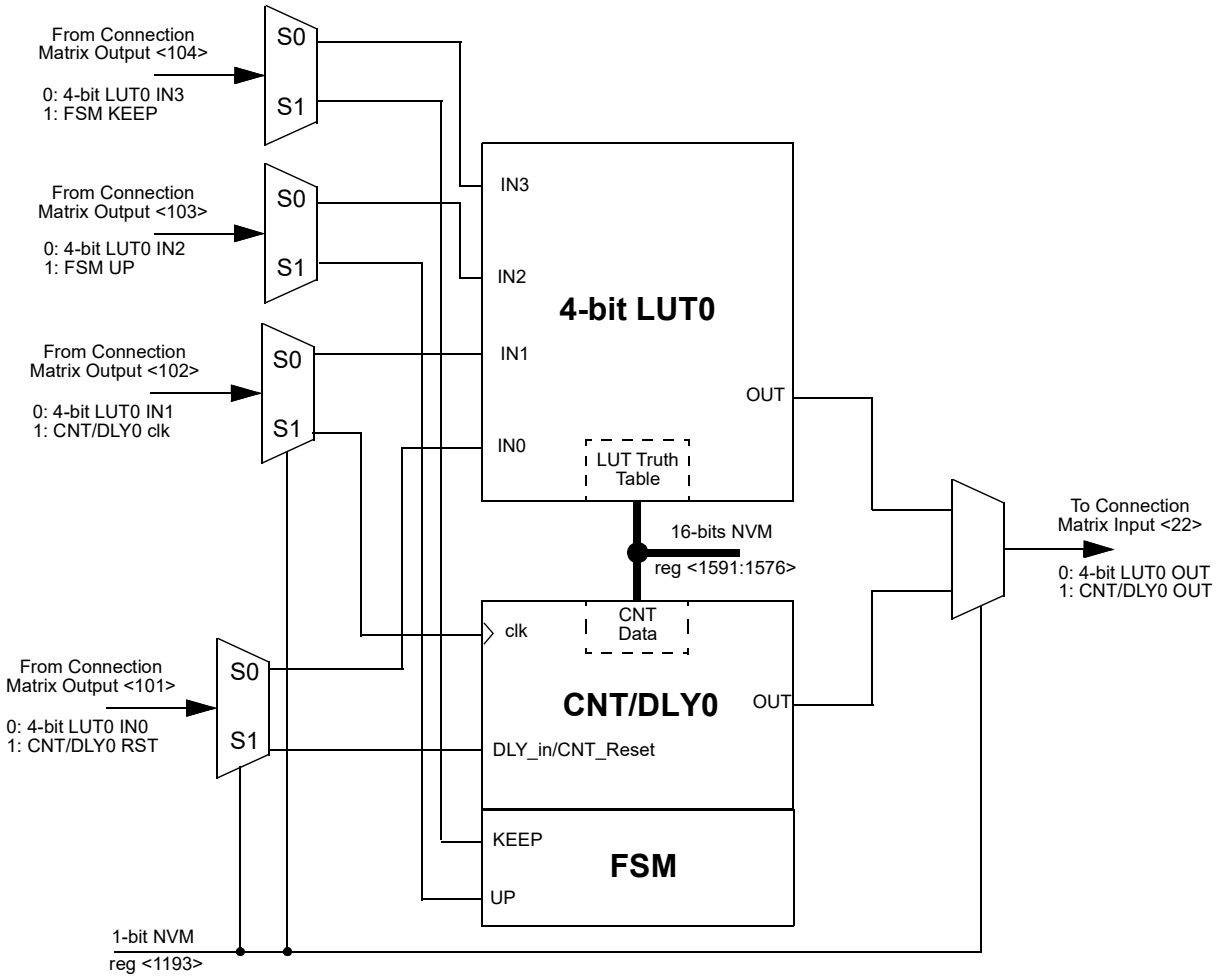 From Connection
Matrix Output <104>
0: 4-bit LUT0 IN3
1: FSM KEEP
S0
S1
From Connection
Matrix Output <103>
0: 4-bit LUT0 IN2
1: FSM UP
S0
S1
From Connection
Matrix Output <102>
0: 4-bit LUT0 IN1
1: CNT/DLY0 clk
S0
S1
From Connection
Matrix Output <101>
0: 4-bit LUT0 IN0
1: CNT/DLY0 RST
S0
S1
IN3
IN2
IN1
IN0
4-bit LUT0
OUT
LUT Truth
Table
16-bits NVM
reg <1591:1576>
clk
CNT
Data
CNT/DLY0
OUT
DLY_in/CNT_Reset
KEEP
FSM
UP
To Connection
Matrix Input <22>
0: 4-bit LUT0 OUT
1: CNT/DLY0 OUT
1-bit NVM
reg <1193>